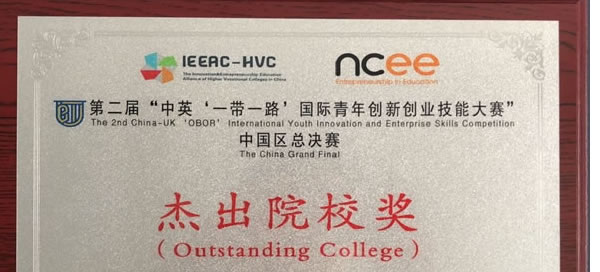 IEEAC-HVC
The Innovation&Entrepreneurship Education
Alliance of Higher Vocational Colleges in China
ncee
Entrepreneurship in Education
第二届“中英‘一带一路’国际青年创新创业技能大赛”
The 2nd China-UK ‘OBOR’ International Youth Innovation and Enterprise Skills Competition
中国区总决赛
The China Grand Final
杰出院校奖
(Outstanding College)